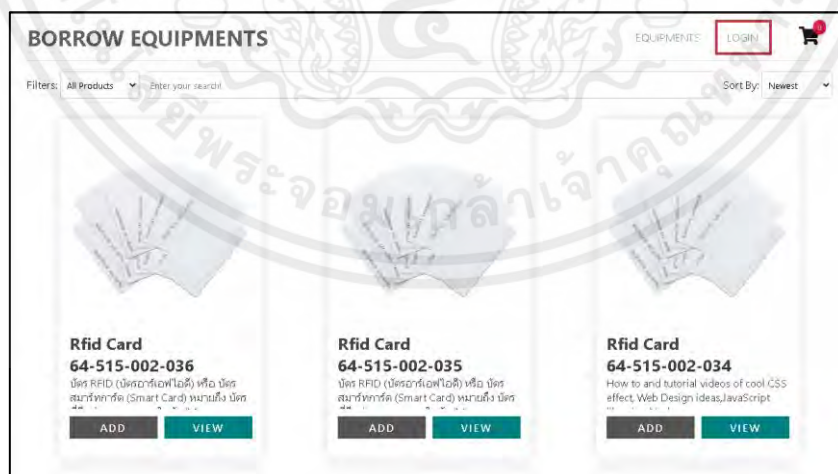 BORROW EQUIPMENTS
EQUIPMENTS LOGIN 0
Filters: All Products Enter your search! Sort By: Newest
Rfid Card
64-515-002-036
บัตร RFID (บัตรอาร์เอฟไอดี) หรือ บัตร
สมาร์ทการ์ด (Smart Card) หมายถึง บัตร
ADD VIEW
Rfid Card
64-515-002-035
บัตร RFID (บัตรอาร์เอฟไอดี) หรือ บัตร
สมาร์ทการ์ด (Smart Card) หมายถึง บัตร
ADD VIEW
Rfid Card
64-515-002-034
How to and tutorial videos of cool CSS
effect, Web Design ideas,JavaScript
ADD VIEW